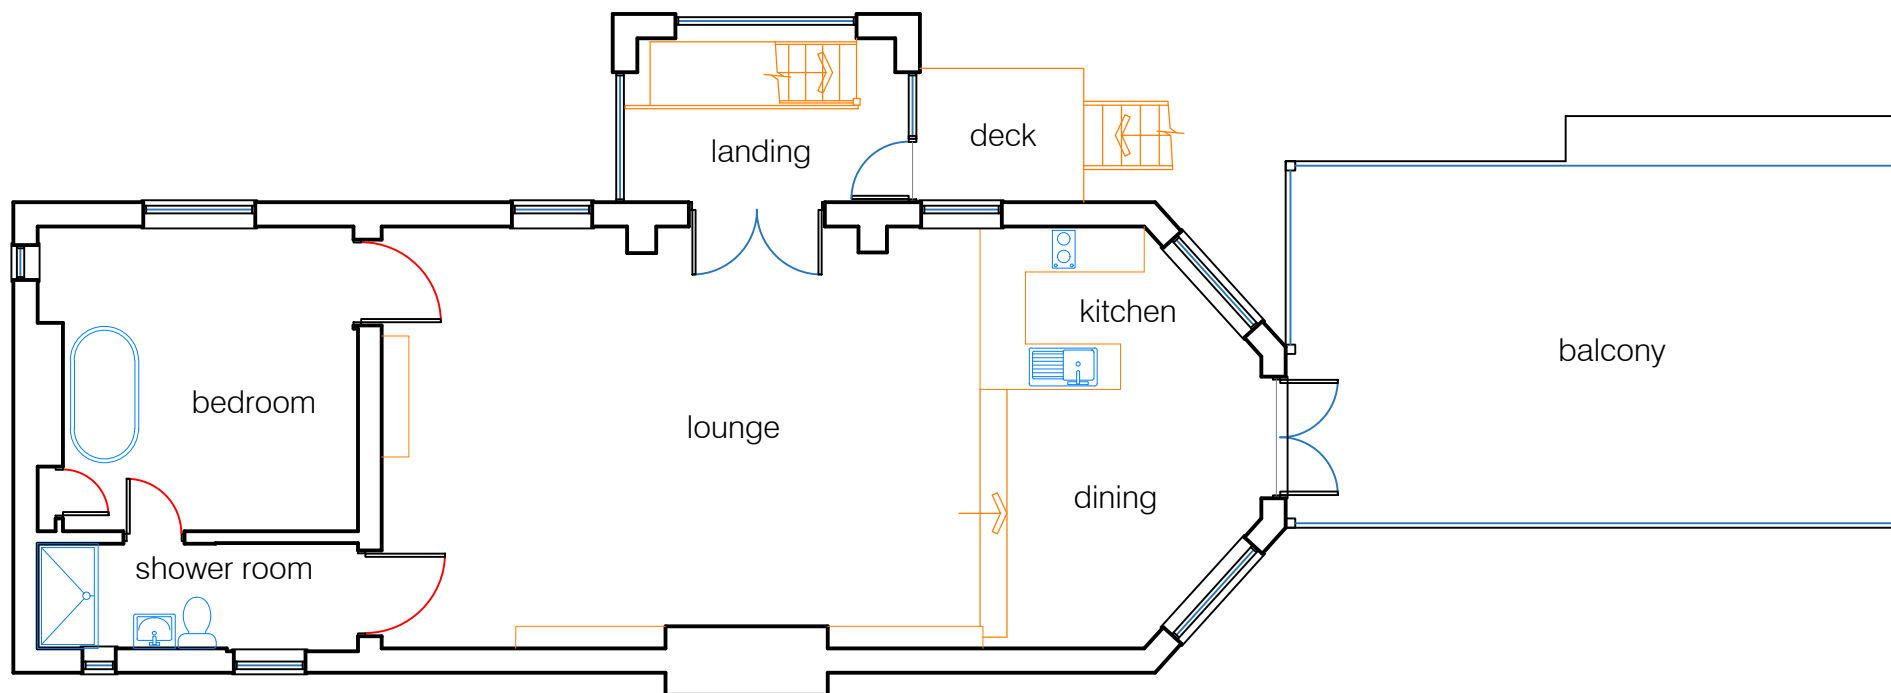 deck
landing
kitchen
balcony
bedroom
lounge
dining
shower room